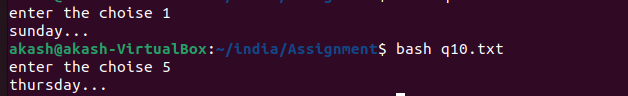 enter the choise 1
sunday...
akash@akash-VirtualBox:~/india/Assignment$ bash q10.txt
enter the choise 5
thursday...